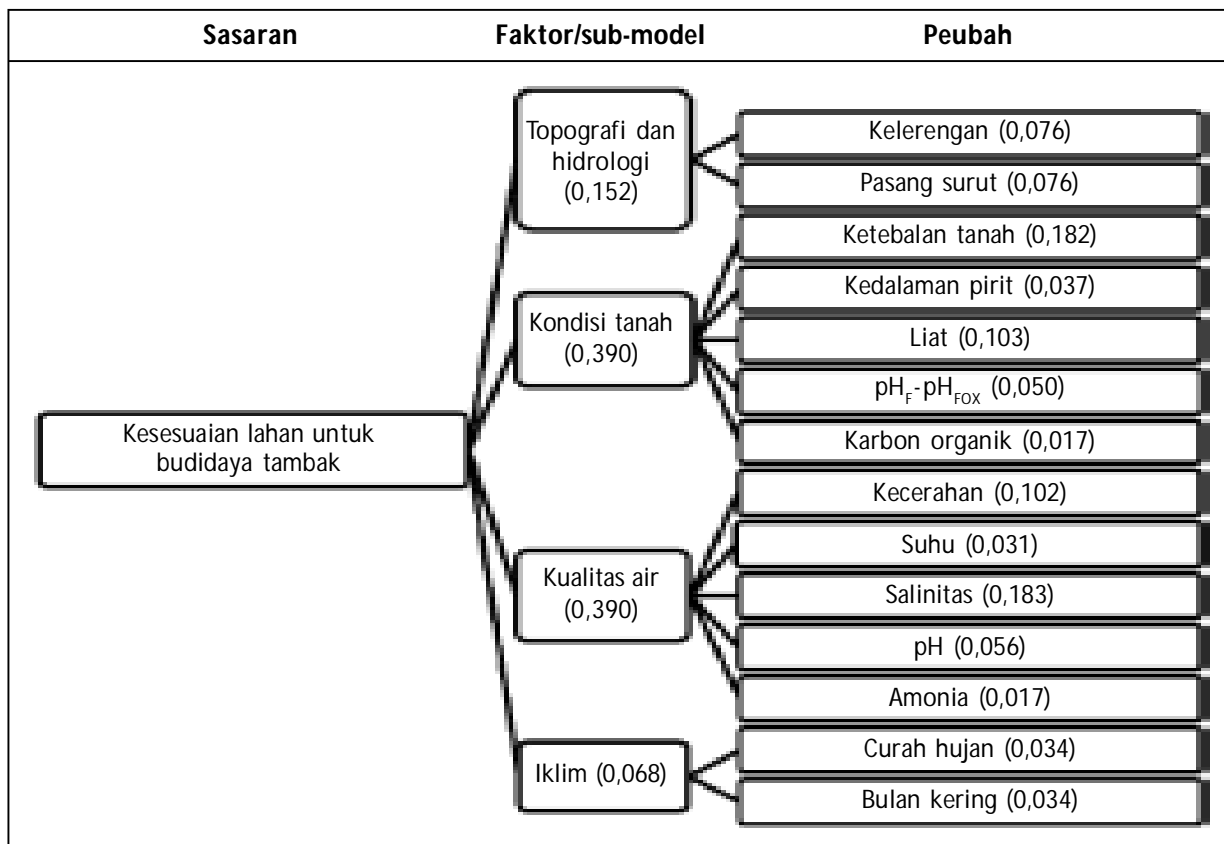 Sasaran
Faktor/sub-model
Peubah
Kesesuaian lahan untuk
budidaya tambak
Topografi dan
hidrologi
(0,152)
Kelerengan (0,076)
Pasang surut (0,076)
Kondisi tanah
(0,390)
Ketebalan tanah (0,182)
Kedalaman pirit (0,037)
Liat (0,103)
pHF-pHFOX (0,050)
Karbon organik (0,017)
Kualitas air
(0,390)
Kecerahan (0,102)
Suhu (0,031)
Salinitas (0,183)
pH (0,056)
Amonia (0,017)
Iklim (0,068)
Curah hujan (0,034)
Bulan kering (0,034)